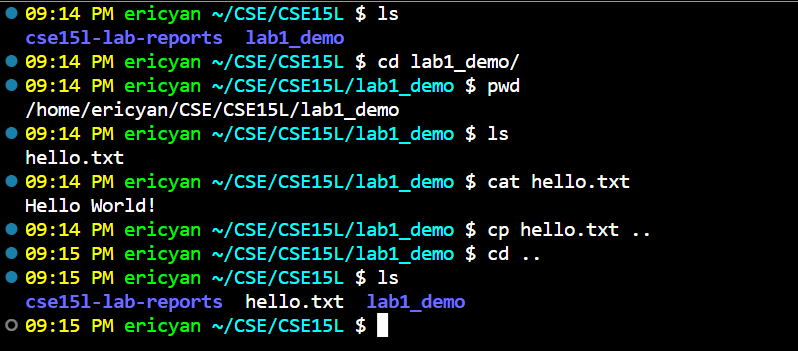 09:14 PM ericyan ~/CSE/CSE15L $ ls
cse15l-lab-reports  lab1_demo
09:14 PM ericyan ~/CSE/CSE15L $ cd lab1_demo/
09:14 PM ericyan ~/CSE/CSE15L/lab1_demo $ pwd
/home/ericyan/CSE/CSE15L/lab1_demo
09:14 PM ericyan ~/CSE/CSE15L/lab1_demo $ ls
hello.txt
09:14 PM ericyan ~/CSE/CSE15L/lab1_demo $ cat hello.txt
Hello World!
09:14 PM ericyan ~/CSE/CSE15L/lab1_demo $ cp hello.txt ..
09:15 PM ericyan ~/CSE/CSE15L/lab1_demo $ cd ..
09:15 PM ericyan ~/CSE/CSE15L $ ls
cse15l-lab-reports  hello.txt  lab1_demo
09:15 PM ericyan ~/CSE/CSE15L $